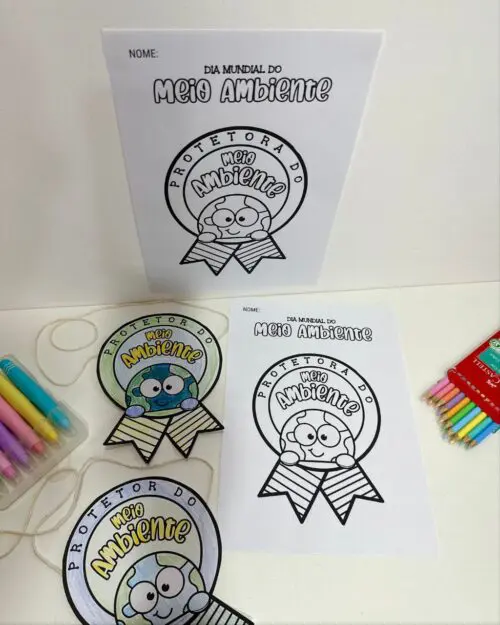 NOME:
DIA MUNDIAL DO
MEIO AMBIENTE
PROTETORA DO
MEIO
AMBIENTE
NOME:
DIA MUNDIAL DO
MEIO AMBIENTE
PROTETORA DO
MEIO
AMBIENTE
PROTETOR DO
MEIO
AMBIENTE
PROTETOR DO
MEIO
AMBIENTE